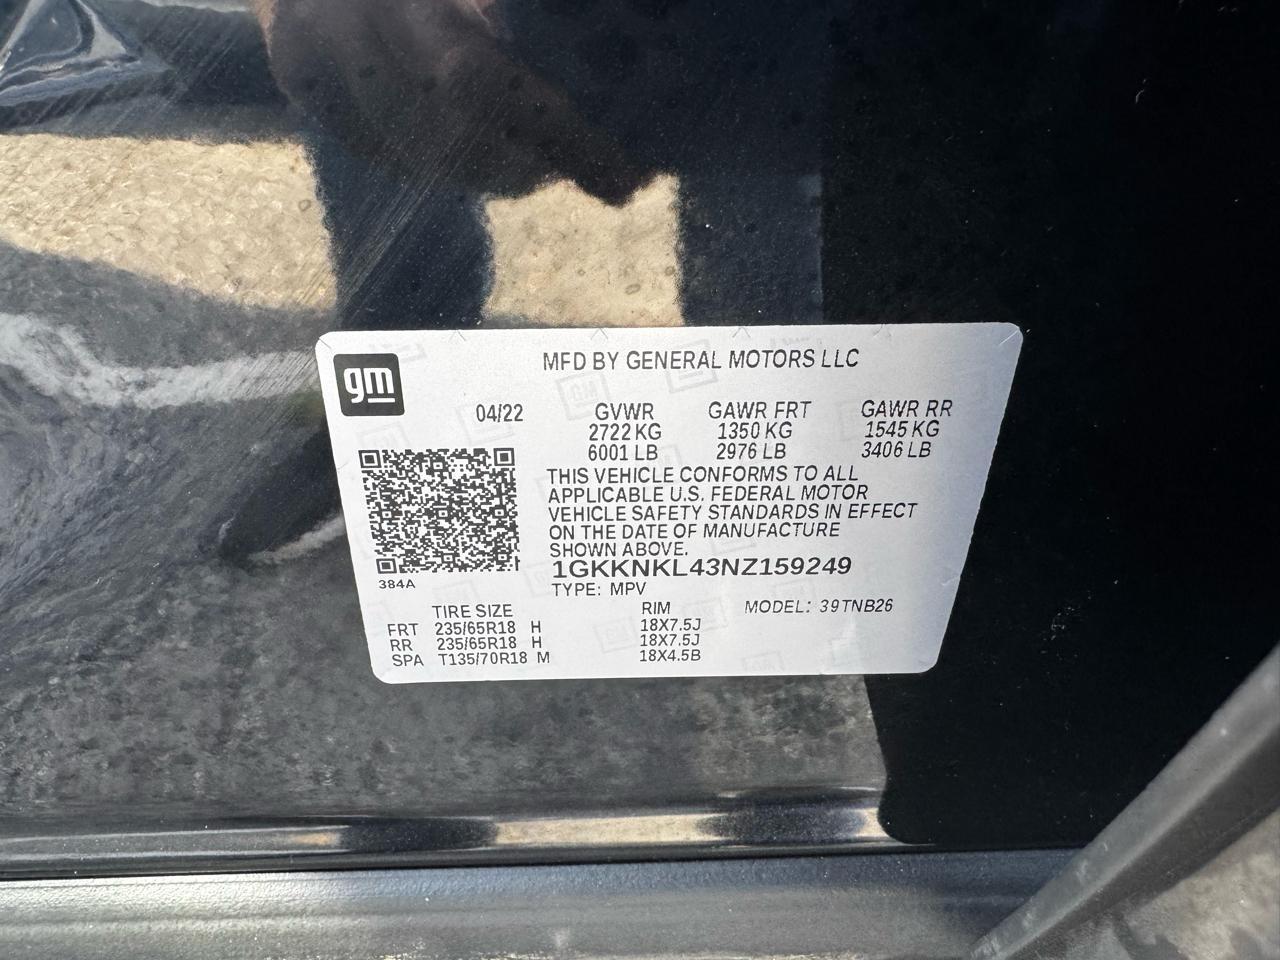 gm
MFD BY GENERAL MOTORS LLC
04/22 GVWR GAWR FRT GAWR RR
2722 KG 1350 KG 1545 KG
6001 LB 2976 LB 3406 LB
THIS VEHICLE CONFORMS TO ALL
APPLICABLE U.S. FEDERAL MOTOR
VEHICLE SAFETY STANDARDS IN EFFECT
ON THE DATE OF MANUFACTURE
SHOWN ABOVE.
1GKKNKL43NZ159249
384A
TYPE: MPV
TIRE SIZE RIM MODEL: 39TNB26
FRT 235/65R18 H 18X7.5J
RR 235/65R18 H 18X7.5J
SPA T135/70R18 M 18X4.5B